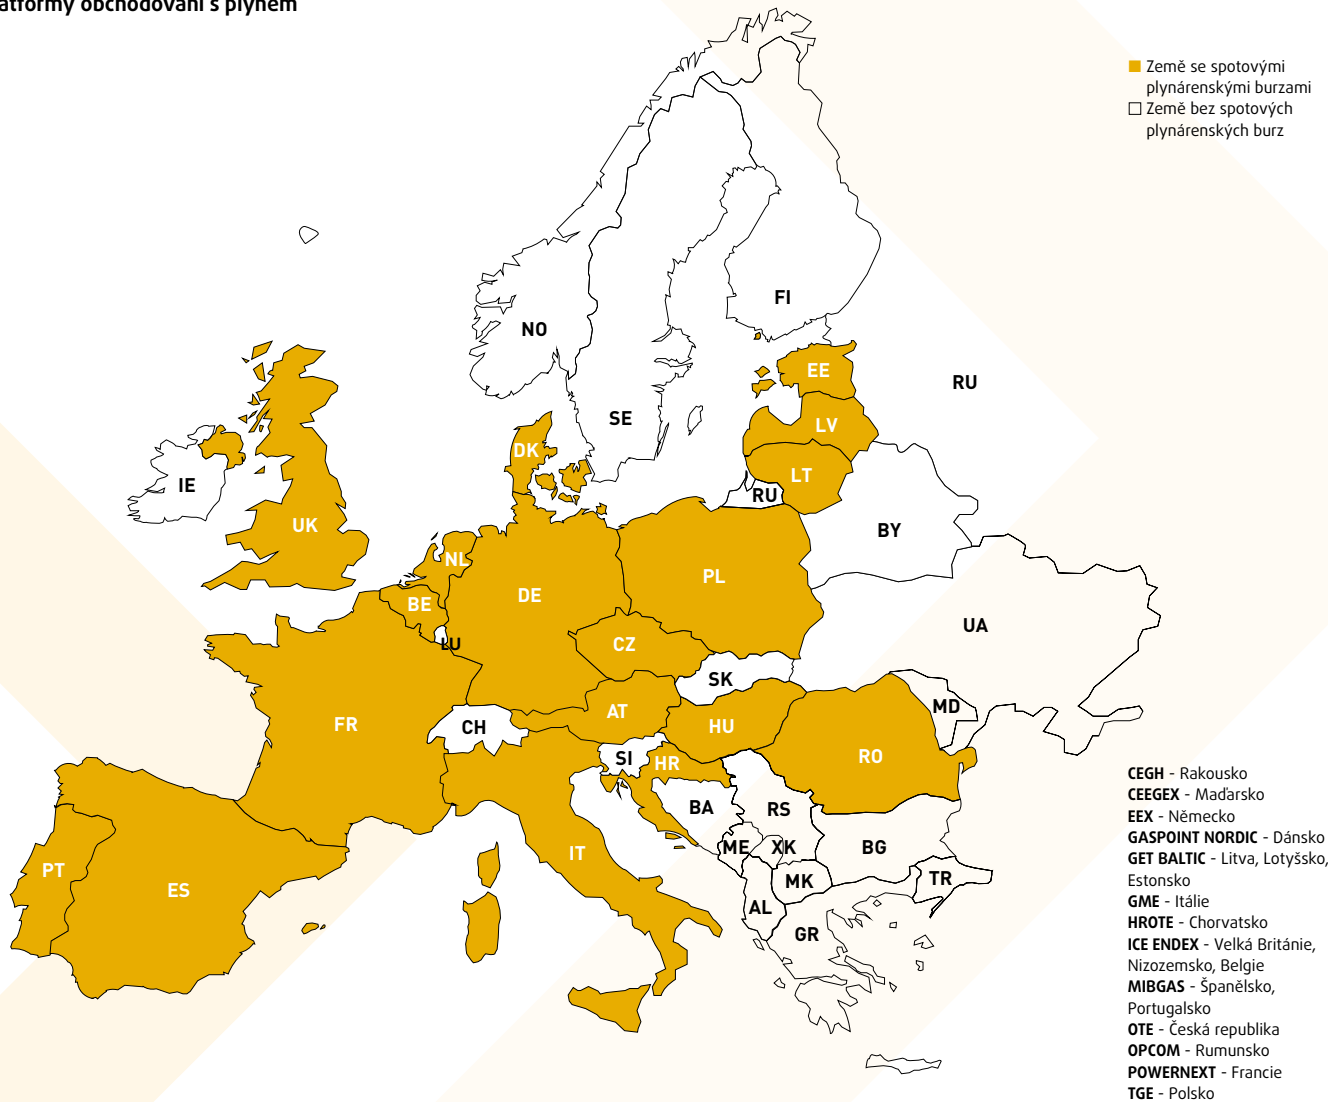 atformy obchodování s plynem
Země se spotovými
plynárenskými burzami
Země bez spotových
plynárenských burz
FI
NO
EE
RU
SE
LV
DK
LT
IE
RU
UK
BY
NL
PL
DE
BE
UA
CZ
LU
SK
MD
AT
FR
HU
CH
RO
SI
HR
BA
RS
ME
XK
BG
IT
PT
MK
TR
ES
AL
GR
CEGH - Rakousko
CEEGEX - Maďarsko
EEX - Německo
GASPOINT NORDIC - Dánsko
GET BALTIC - Litva, Lotyšsko,
Estonsko
GME - Itálie
HROTE - Chorvatsko
ICE ENDEX - Velká Británie,
Nizozemsko, Belgie
MIBGAS - Španělsko,
Portugalsko
OTE - Česká republika
OPCOM - Rumunsko
POWERNEXT - Francie
TGE - Polsko